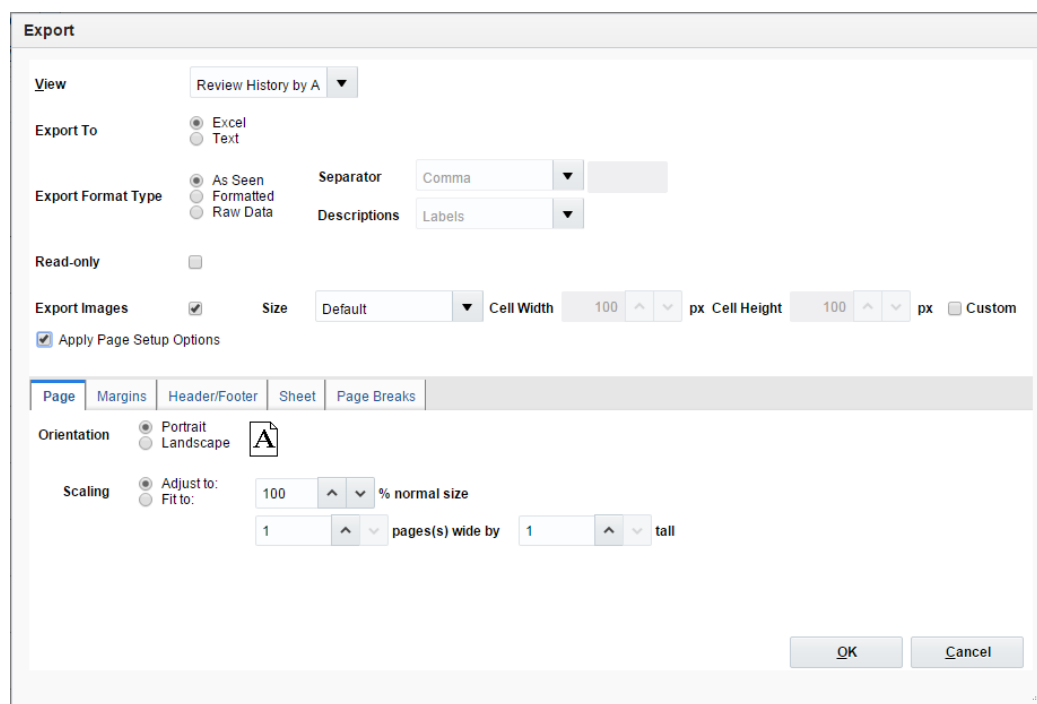 Export
View Review History by A
Export To Excel
Text
Export Format Type As Seen
Formatted
Raw Data
Separator Comma
Descriptions Labels
Read-only
Export Images Size Default Cell Width 100 px Cell Height 100 px Custom
Apply Page Setup Options
Page Margins Header/Footer Sheet Page Breaks
Orientation Portrait
Landscape
A
Scaling Adjust to: 100 % normal size
Fit to:
1 pages(s) wide by 1 tall
OK Cancel